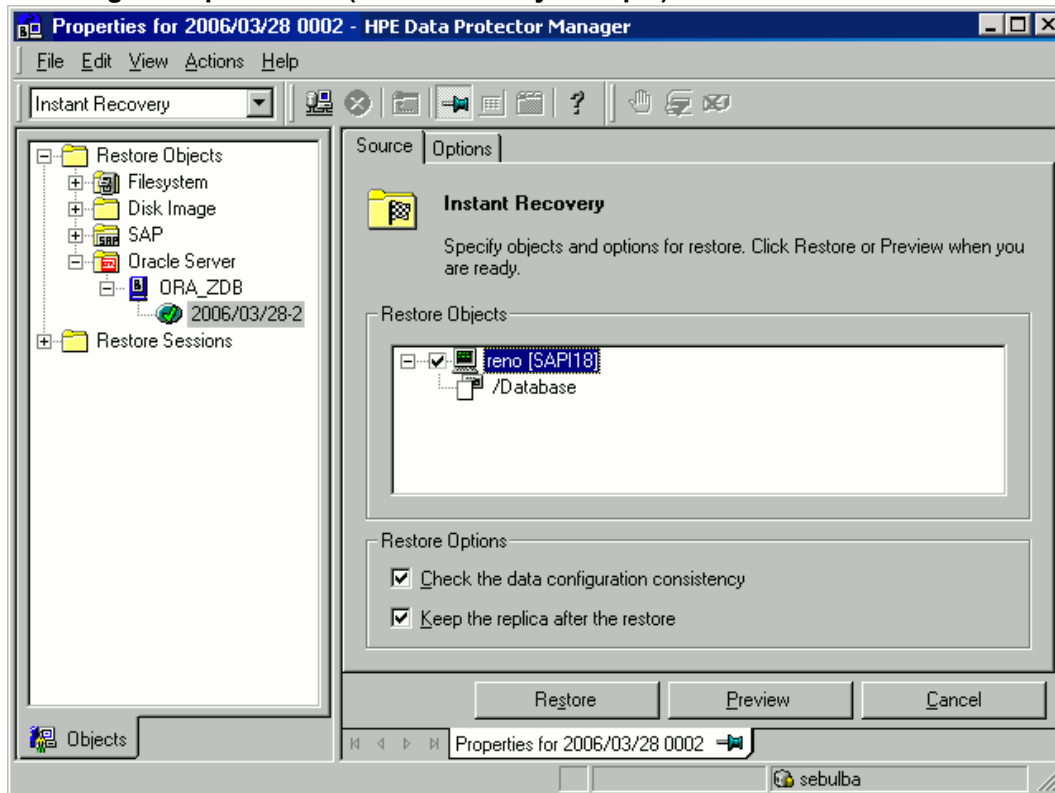 Properties for 2006/03/28 0002 - HPE Data Protector Manager
File Edit View Actions Help
Instant Recovery
Restore Objects
Filesystem
Disk Image
SAP
Oracle Server
ORA_ZDB
2006/03/28-2
Restore Sessions
Objects
Source Options
Instant Recovery
Specify objects and options for restore. Click Restore or Preview when you
are ready.
Restore Objects
reno [SAPI18]
/Database
Restore Options
Check the data configuration consistency
Keep the replica after the restore
Restore Preview Cancel
Properties for 2006/03/28 0002
sebulba